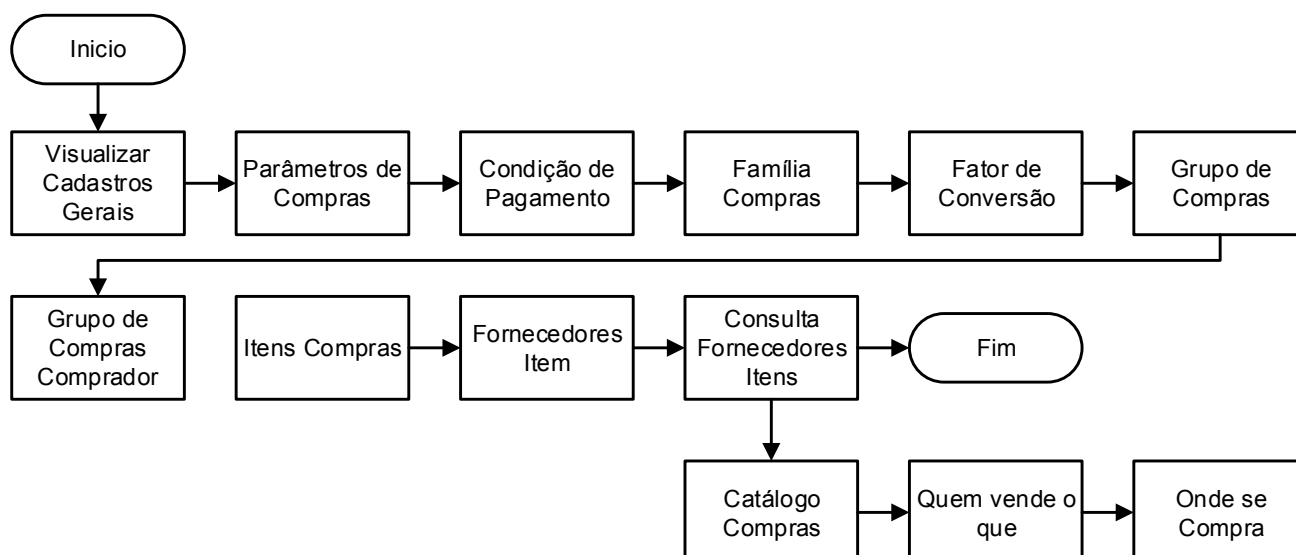 Inicio
Visualizar
Cadastros
Gerais
Parâmetros de
Compras
Condição de
Pagamento
Família
Compras
Fator de
Conversão
Grupo de
Compras
Grupo de
Compras
Comprador
Itens Compras
Fornecedores
Item
Consulta
Fornecedores
Itens
Fim
Catálogo
Compras
Quem vende o
que
Onde se
Compra